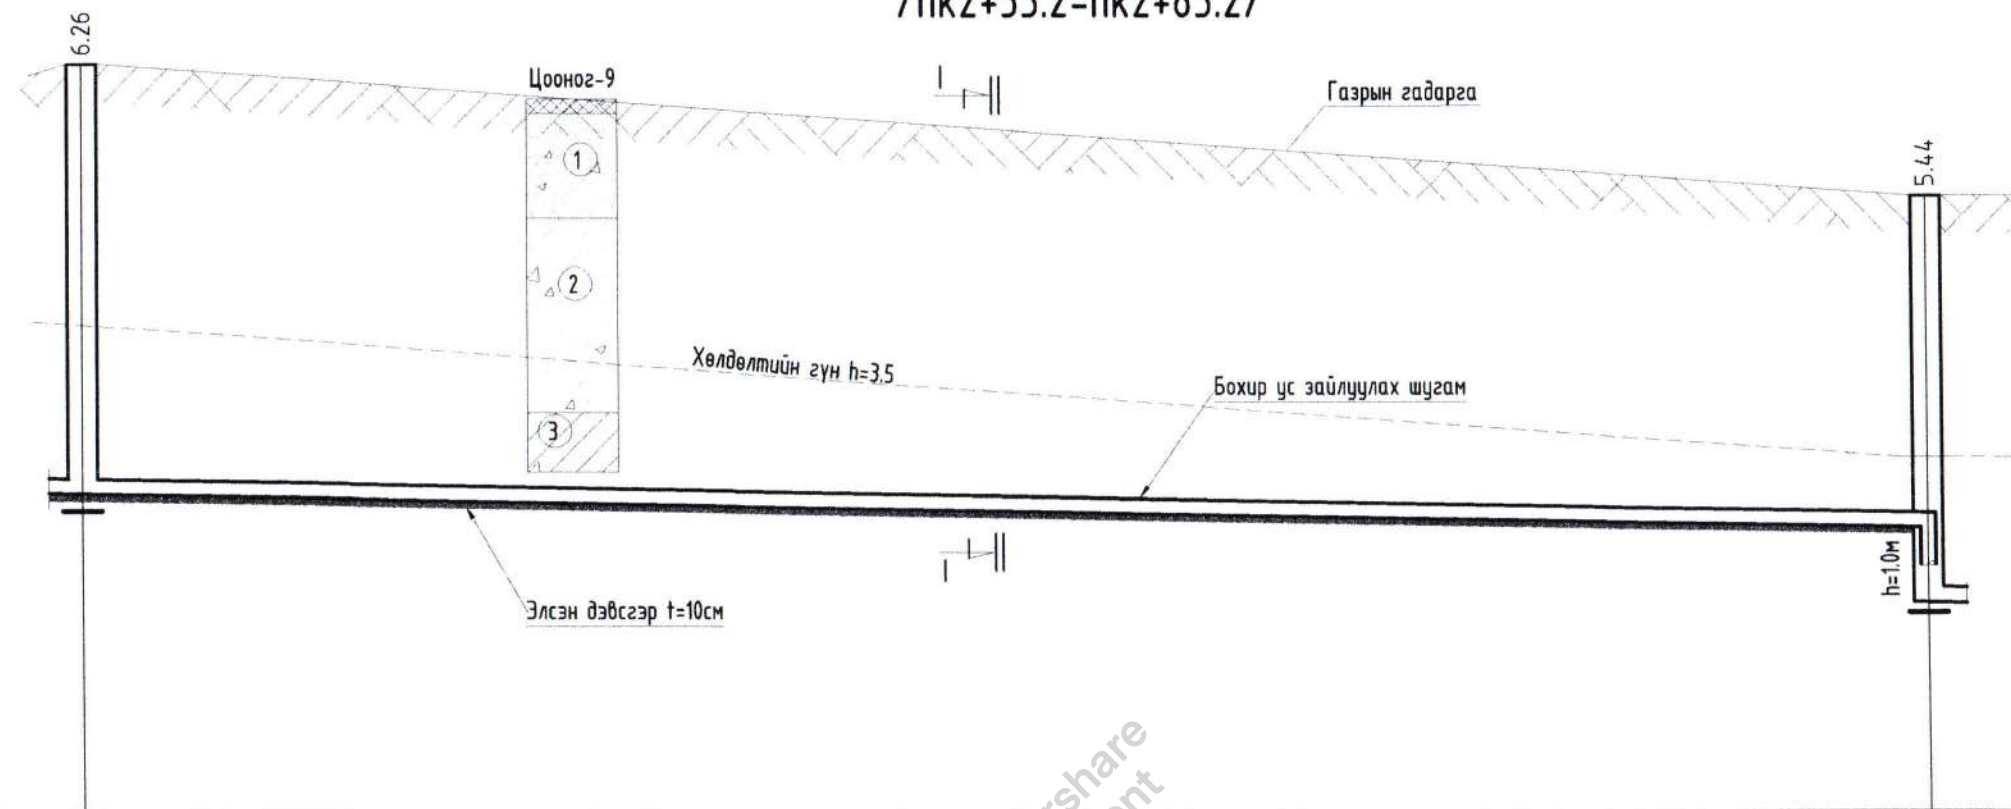 6.26
Цооног-9
I
Газрын гадарга
5.44
1
2
Хөлдөлтийн гүн h=3.5
Бохир ус зайлуулах шугам
3
I
h=1.0м
Элсэн дэвсгэр t=10см